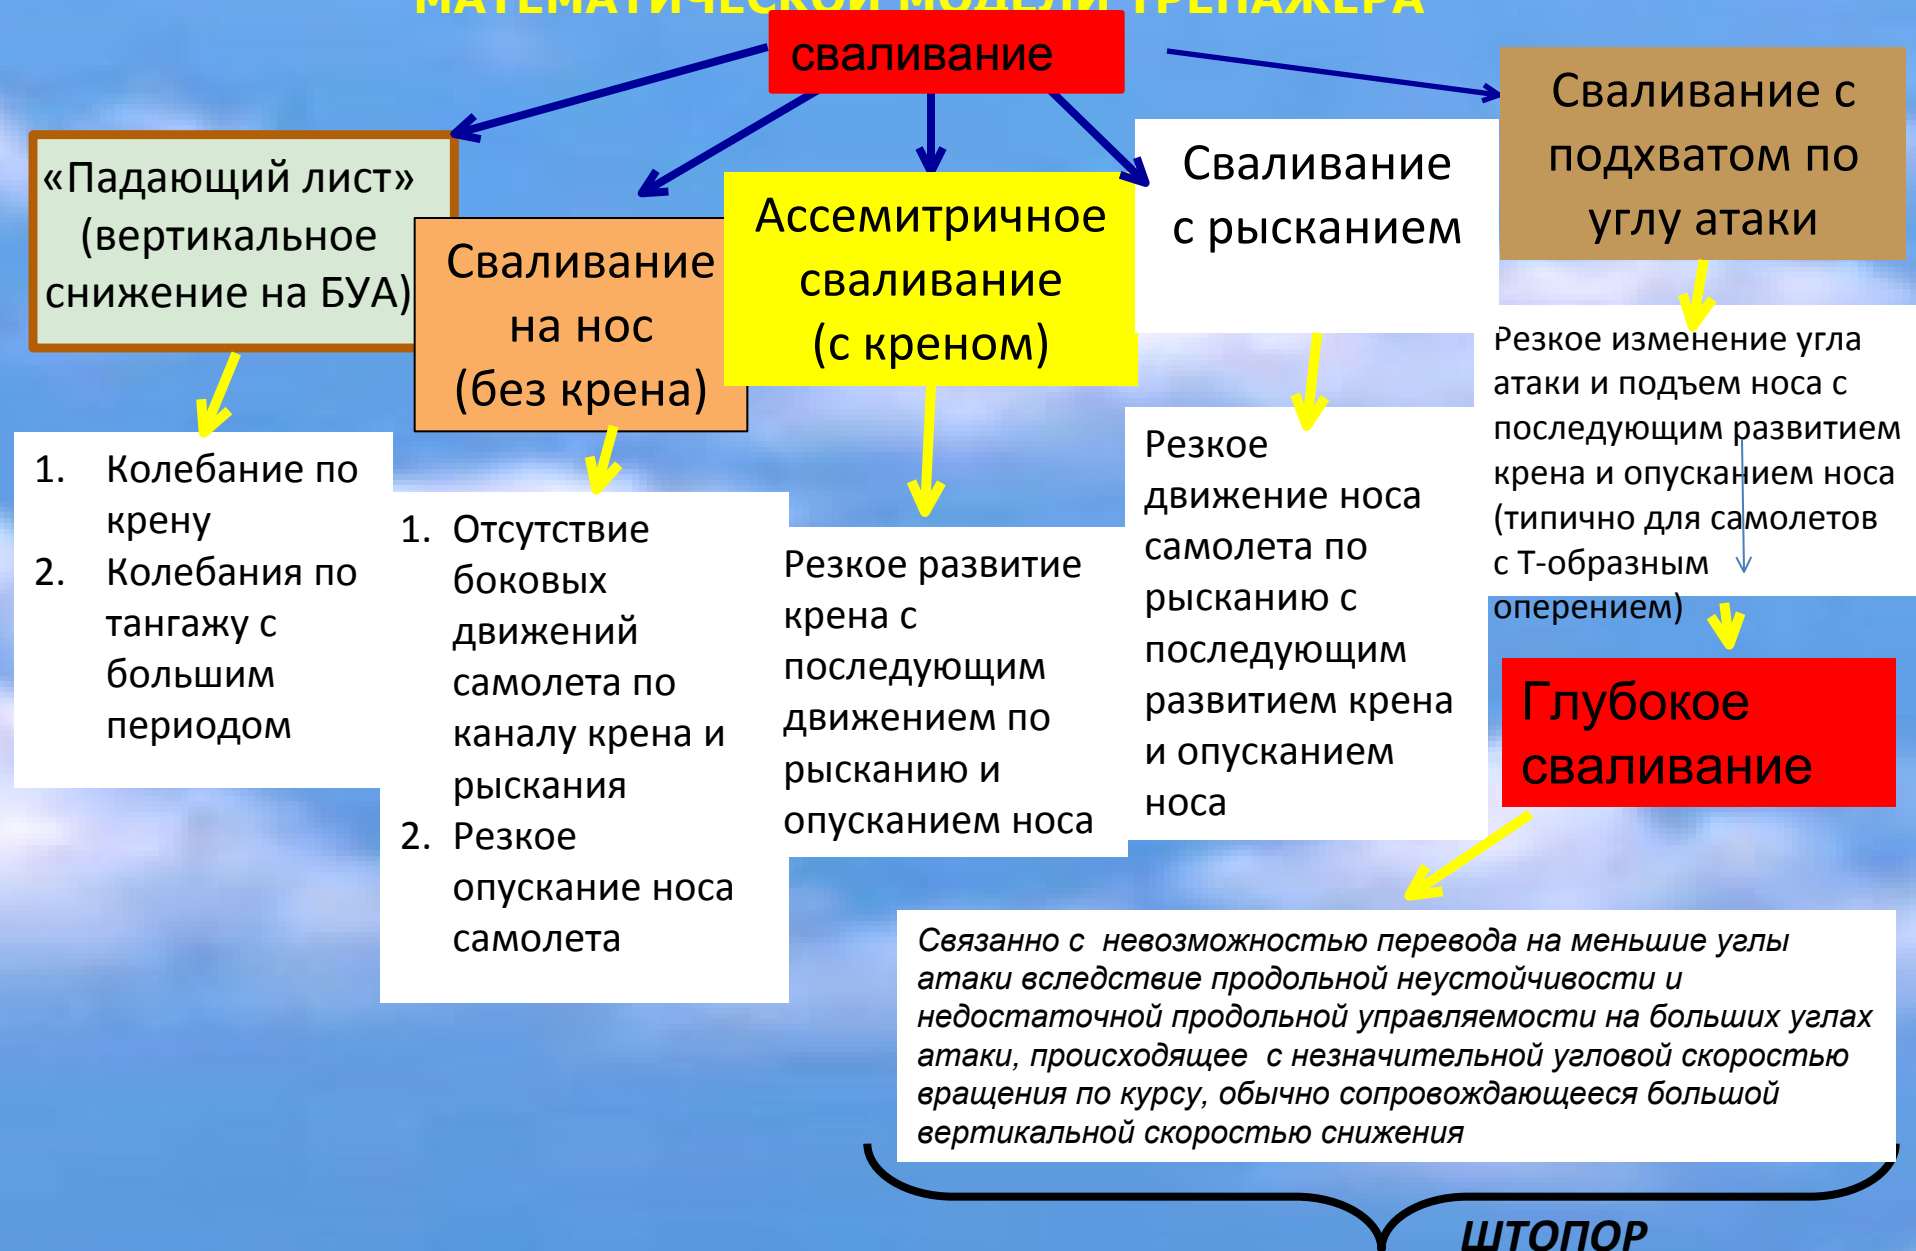 МАТЕМАТИЧЕСКОЙ МОДЕЛИ ТРЕНАЖЕРА
сваливание
«Падающий лист»
(вертикальное
снижение на БУА)
Сваливание
на нос
(без крена)
Ассемитричное
сваливание
(с креном)
Сваливание
с рысканием
Сваливание с
подхватом по
углу атаки
1. Колебание по
крену
2. Колебания по
тангажу с
большим
периодом
1. Отсутствие
боковых
движений
самолета по
каналу крена и
рыскания
2. Резкое
опускание носа
самолета
Резкое развитие
крена с
последующим
движением по
рысканию и
опусканием носа
Резкое
движение носа
самолета по
рысканию с
последующим
развитием крена
и опусканием
носа
Резкое изменение угла
атаки и подъем носа с
последующим развитием
крена и опусканием носа
(типично для самолетов
с Т-образным
оперением)
Глубокое
сваливание
Связанно с невозможностью перевода на меньшие углы
атаки вследствие продольной неустойчивости и
недостаточной продольной управляемости на больших углах
атаки, происходящее с незначительной угловой скоростью
вращения по курсу, обычно сопровождающееся большой
вертикальной скоростью снижения
ШТОПОР